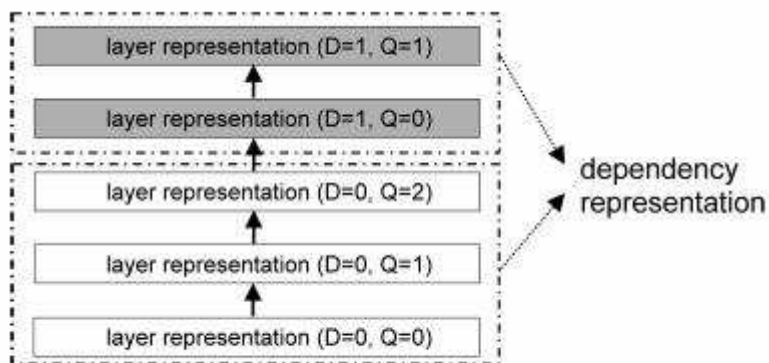 layer representation (D=1, Q=1)
layer representation (D=1, Q=0)
layer representation (D=0, Q=2)
layer representation (D=0, Q=1)
layer representation (D=0, Q=0)
dependency
representation